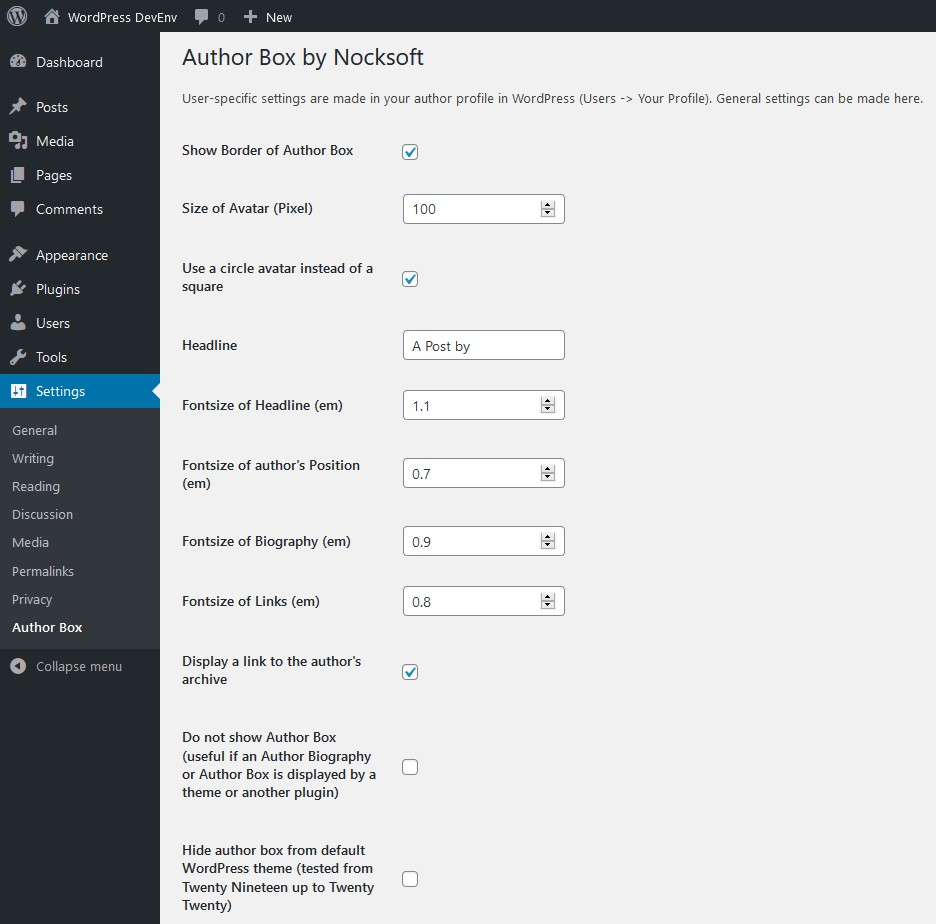 WordPress DevEnv 0 New
Dashboard
Posts
Media
Pages
Comments
Appearance
Plugins
Users
Tools
Settings
General
Writing
Reading
Discussion
Media
Permalinks
Privacy
Author Box
Collapse menu
Author Box by Nocksoft
User-specific settings are made in your author profile in WordPress (Users -> Your Profile). General settings can be made here.
Show Border of Author Box
Size of Avatar (Pixel) 100
Use a circle avatar instead of a
square
Headline A Post by
Fontsize of Headline (em) 1.1
Fontsize of author's Position
(em) 0.7
Fontsize of Biography (em) 0.9
Fontsize of Links (em) 0.8
Display a link to the author's
archive
Do not show Author Box
(useful if an Author Biography
or Author Box is displayed by a
theme or another plugin)
Hide author box from default
WordPress theme (tested from
Twenty Nineteen up to Twenty
Twenty)